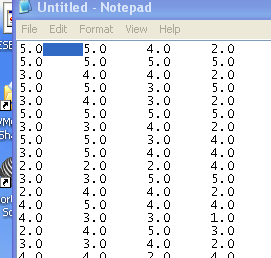 Untitled - Notepad
File Edit Format View Help
5.0 5.0 4.0 2.0
5.0 5.0 5.0 5.0
3.0 4.0 4.0 2.0
5.0 5.0 3.0 5.0
5.0 5.0 3.0 2.0
5.0 5.0 5.0 5.0
3.0 3.0 4.0 2.0
5.0 5.0 5.0 5.0
3.0 5.0 4.0 4.0
2.0 2.0 2.0 4.0
3.0 3.0 5.0 5.0
2.0 4.0 4.0 2.0
4.0 5.0 4.0 4.0
4.0 3.0 3.0 1.0
2.0 4.0 5.0 3.0
3.0 3.0 4.0 2.0